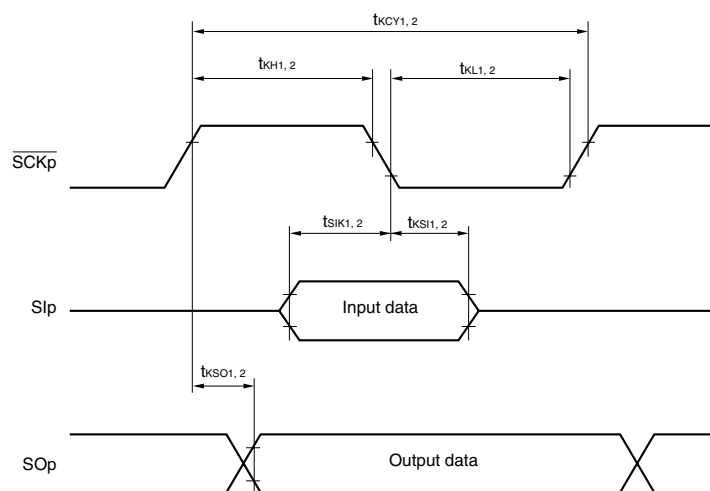 tKCY1, 2
tKH1, 2
tKL1, 2
SCKp
tSIK1, 2
tKSI1, 2
SIp
Input data
tKSO1, 2
SOp
Output data